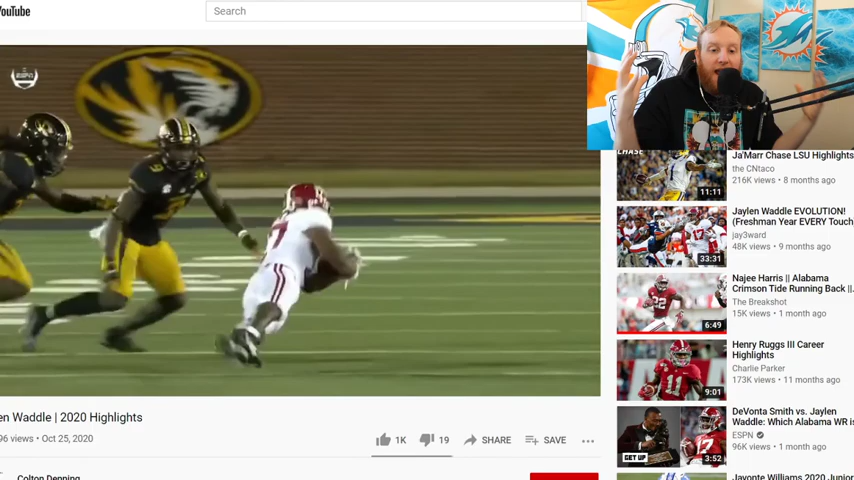 YouTube
Search
ESPN
CHASE
11:11
Ja'Marr Chase LSU Highlights
the CNtaco
216K views • 8 months ago
33:31
Jaylen Waddle EVOLUTION!
(Freshman Year EVERY Touch
jay3ward
48K views • 9 months ago
6:49
Najee Harris || Alabama
Crimson Tide Running Back ||.
The Breakshot
15K views • 1 month ago
9:01
Henry Ruggs III Career
Highlights
Charlie Parker
173K views • 11 months ago
GET UP
3:52
DeVonta Smith vs. Jaylen
Waddle: Which Alabama WR is
ESPN
96K views • 1 month ago
Javonte Williams 2020 Junior
en Waddle | 2020 Highlights
96 views • Oct 25, 2020
1K
19
SHARE
SAVE
Colton Denning